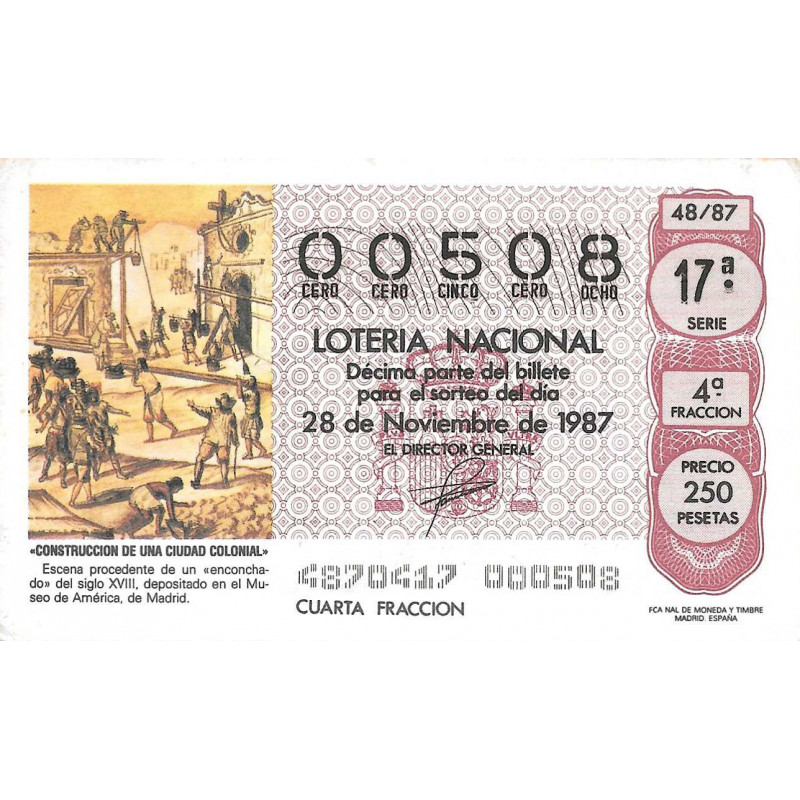 48/87
00508
CERO CERO CINCO CERO OCHO
17ª
SERIE
LOTERIA NACIONAL
Décima parte del billete
para el sorteo del día
28 de Noviembre de 1987
EL DIRECTOR GENERAL
4ª
FRACCION
PRECIO
250
PESETAS
«CONSTRUCCION DE UNA CIUDAD COLONIAL»
Escena procedente de un «enconcha-
do» del siglo XVIII, depositado en el Mu-
seo de América, de Madrid.
4870417 000508
CUARTA FRACCION
FCA NAL DE MONEDA Y TIMBRE
MADRID. ESPAÑA